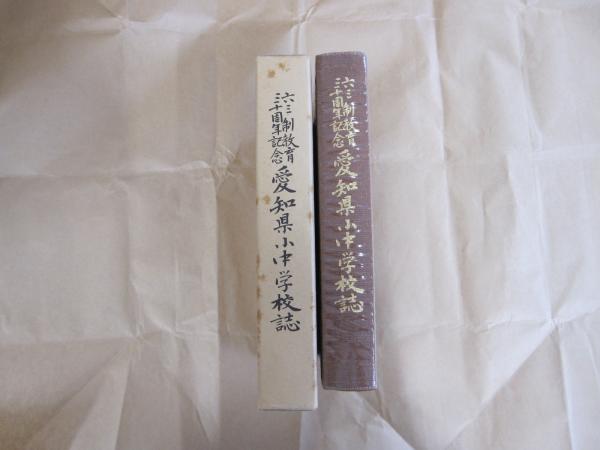 六三制教育
三十周年記念
愛知県小中学校誌
六三制教育
三十周年記念
愛知県小中学校誌